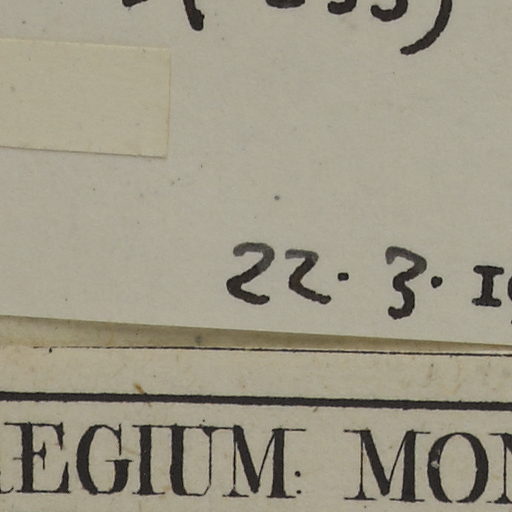 22. 3. 19
REGIUM: MON